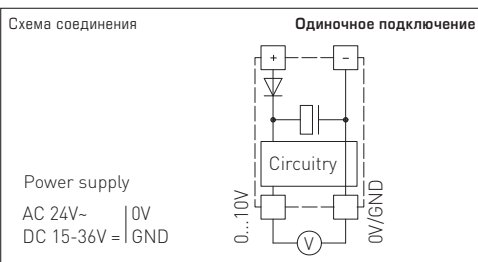 Схема соединения
Одиночное подключение
+ −
Circuitry
Power supply
AC 24V~ | 0V
DC 15-36V = | GND
0...10V
0V/GND
V